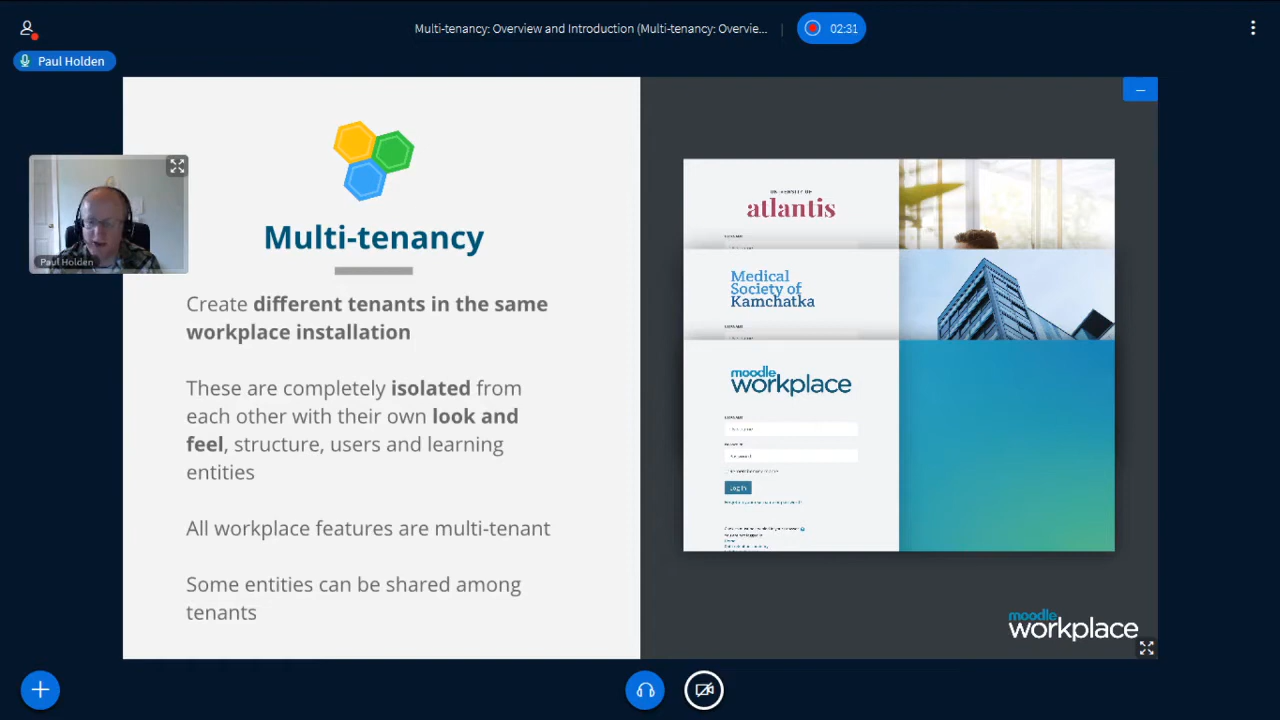 Multi-tenancy: Overview and Introduction (Multi-tenancy: Overvie...
02:31
Paul Holden
Paul Holden
Multi-tenancy
Create different tenants in the same
workplace installation
These are completely isolated from
each other with their own look and
feel, structure, users and learning
entities
All workplace features are multi-tenant
Some entities can be shared among
tenants
UNIVERSITY OF
atlantis
Medical
Society of
Kamchatka
moodle
workplace
Log in
moodle
workplace